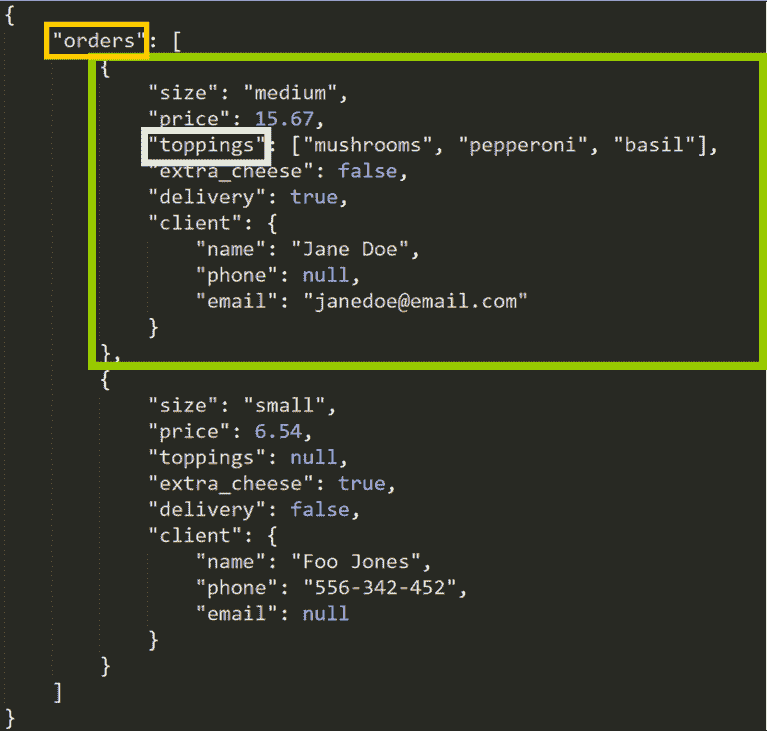 {
    "orders": [
        {
            "size": "medium",
            "price": 15.67,
            "toppings": ["mushrooms", "pepperoni", "basil"],
            "extra_cheese": false,
            "delivery": true,
            "client": {
                "name": "Jane Doe",
                "phone": null,
                "email": "janedoe@email.com"
            }
        },
        {
            "size": "small",
            "price": 6.54,
            "toppings": null,
            "extra_cheese": true,
            "delivery": false,
            "client": {
                "name": "Foo Jones",
                "phone": "556-342-452",
                "email": null
            }
        }
    ]
}